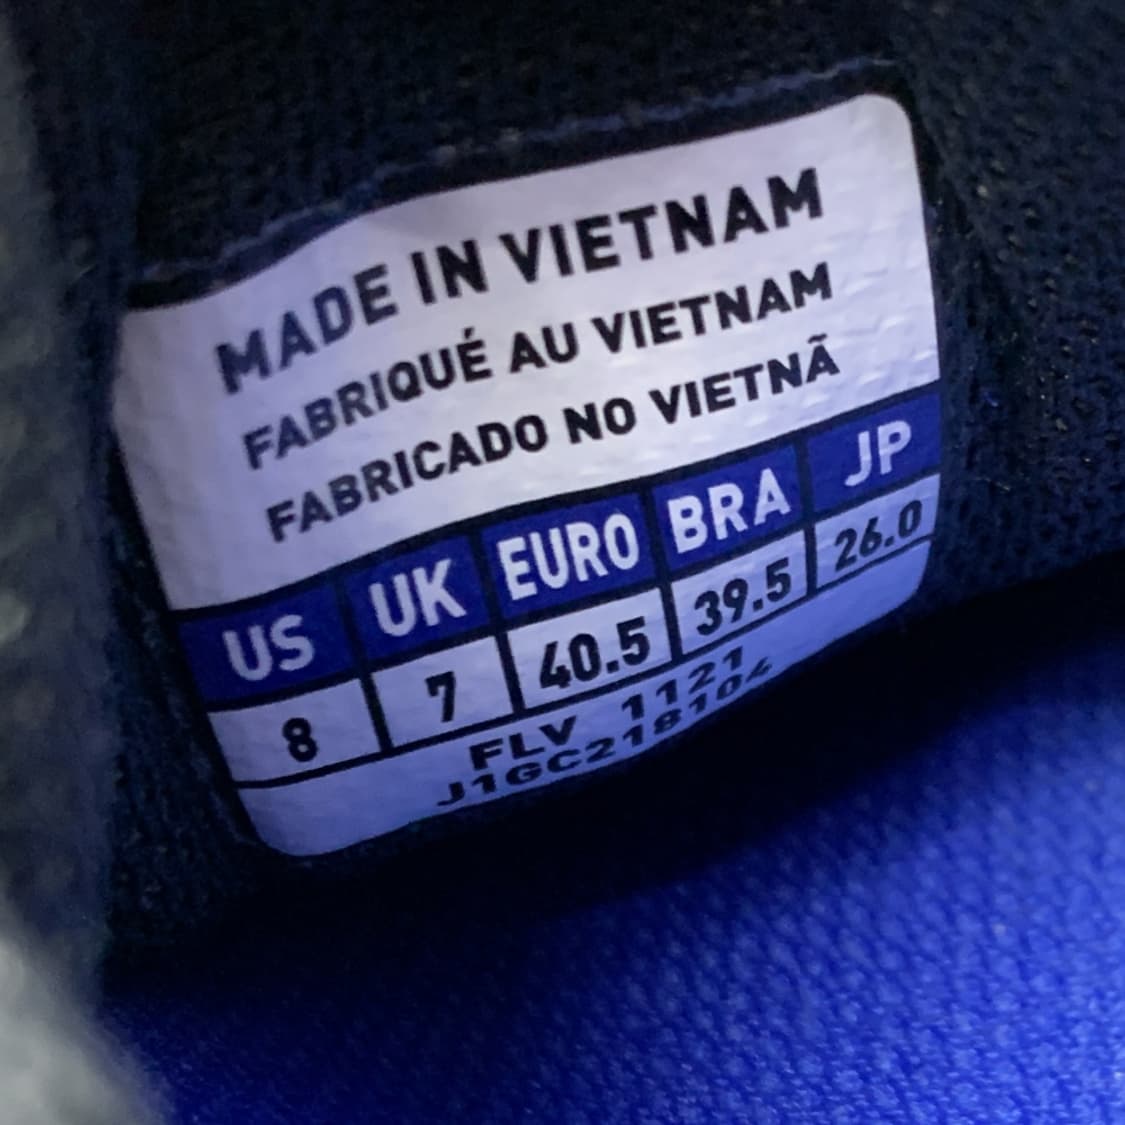 MADE IN VIETNAM
FABRIQUÉ AU VIETNAM
FABRICADO NO VIETNÃ
US UK EURO BRA JP
8 7 40.5 39.5 26.0
FLV 1121
J1GC218104